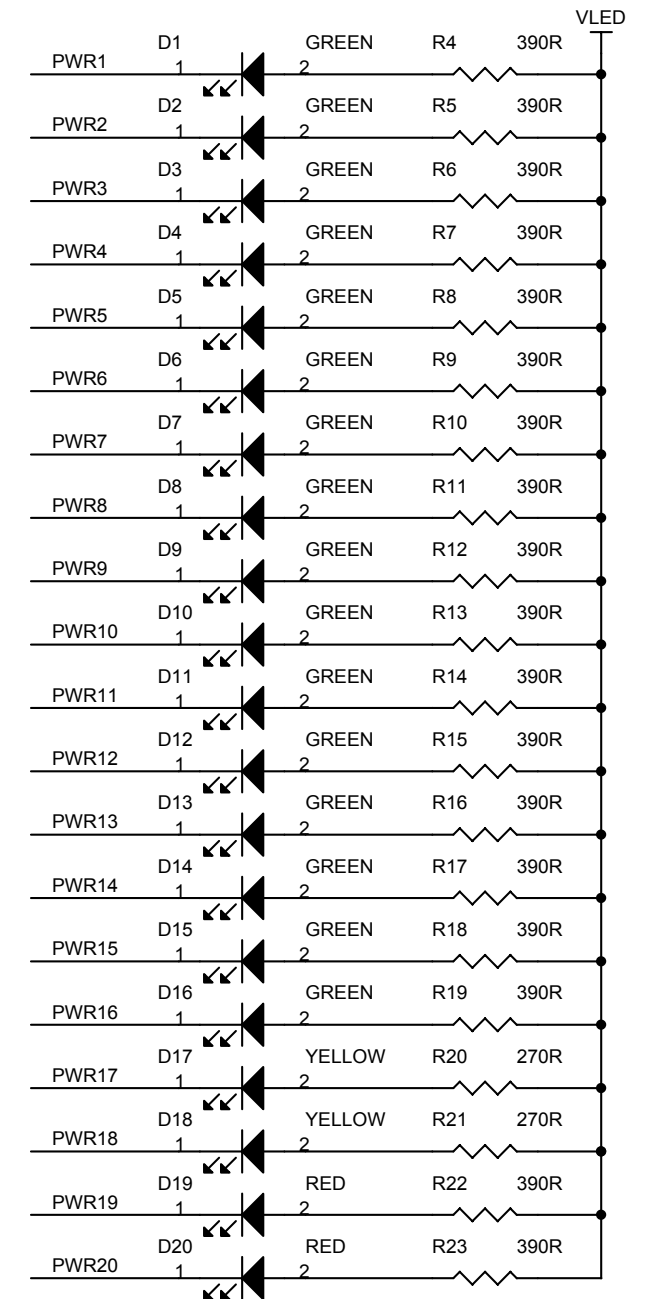 VLED
D1 GREEN R4 390R
PWR1 1 2
D2 GREEN R5 390R
PWR2 1 2
D3 GREEN R6 390R
PWR3 1 2
D4 GREEN R7 390R
PWR4 1 2
D5 GREEN R8 390R
PWR5 1 2
D6 GREEN R9 390R
PWR6 1 2
D7 GREEN R10 390R
PWR7 1 2
D8 GREEN R11 390R
PWR8 1 2
D9 GREEN R12 390R
PWR9 1 2
D10 GREEN R13 390R
PWR10 1 2
D11 GREEN R14 390R
PWR11 1 2
D12 GREEN R15 390R
PWR12 1 2
D13 GREEN R16 390R
PWR13 1 2
D14 GREEN R17 390R
PWR14 1 2
D15 GREEN R18 390R
PWR15 1 2
D16 GREEN R19 390R
PWR16 1 2
D17 YELLOW R20 270R
PWR17 1 2
D18 YELLOW R21 270R
PWR18 1 2
D19 RED R22 390R
PWR19 1 2
D20 RED R23 390R
PWR20 1 2